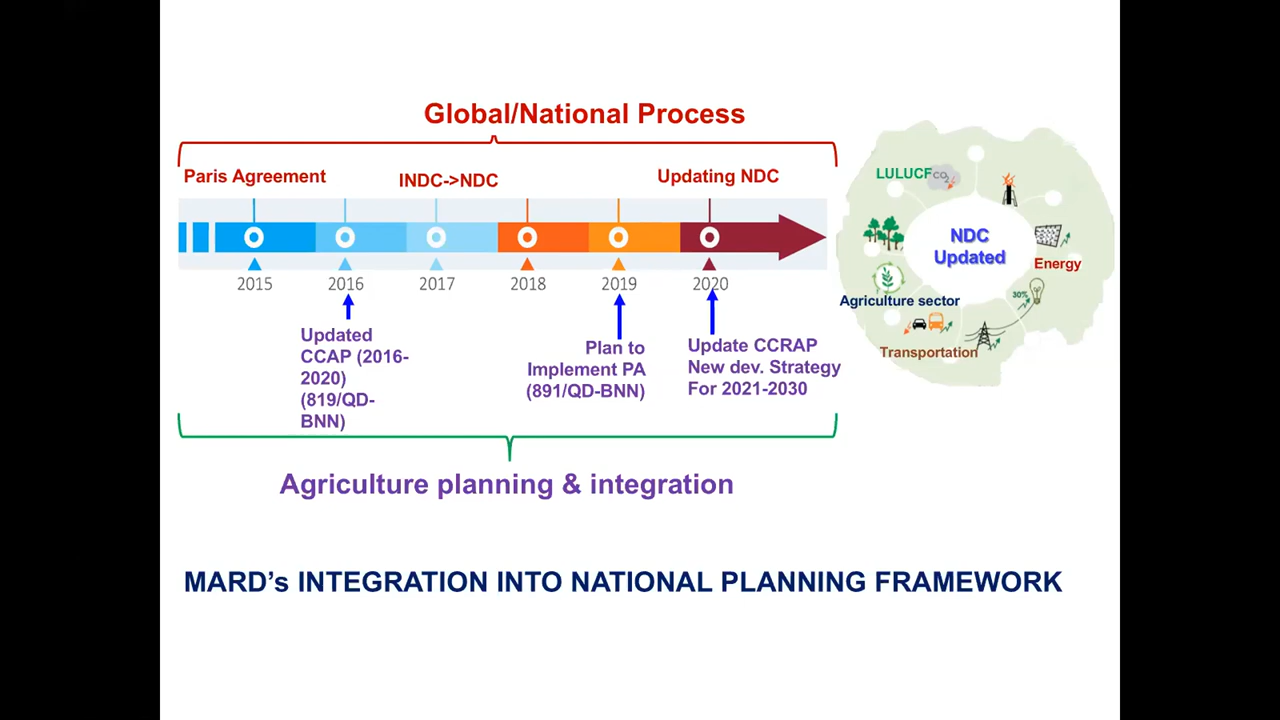 Global/National Process
Paris Agreement
INDC->NDC
Updating NDC
2015
2016
2017
2018
2019
2020
Updated
CCAP (2016-
2020)
(819/QD-
BNN)
Plan to
Implement PA
(891/QD-BNN)
Update CCRAP
New dev. Strategy
For 2021-2030
Agriculture planning & integration
LULUCF
CO2
NDC
Updated
Energy
Agriculture sector
30%
Transportation
MARD's INTEGRATION INTO NATIONAL PLANNING FRAMEWORK